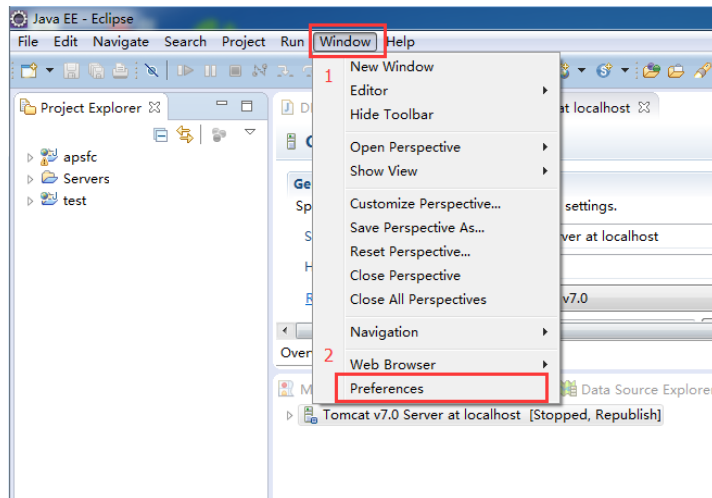 Java EE - Eclipse
File Edit Navigate Search Project Run Window Help
1
New Window
Editor
Hide Toolbar
Open Perspective
Show View
Customize Perspective...
Save Perspective As...
Reset Perspective...
Close Perspective
Close All Perspectives
Navigation
2
Web Browser
Preferences
Project Explorer
apsfc
Servers
test
at localhost
Ge
Sp
settings.
S
ver at localhost
H
R
v7.0
Over
M
Data Source Explorer
Tomcat v7.0 Server at localhost [Stopped, Republish]